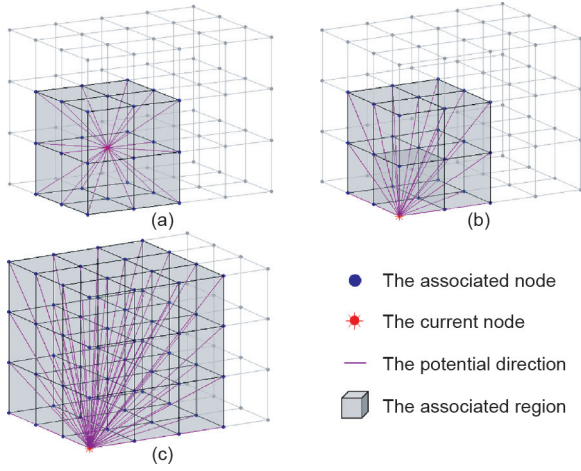 (a)
(b)
The associated node
The current node
The potential direction
The associated region
(c)